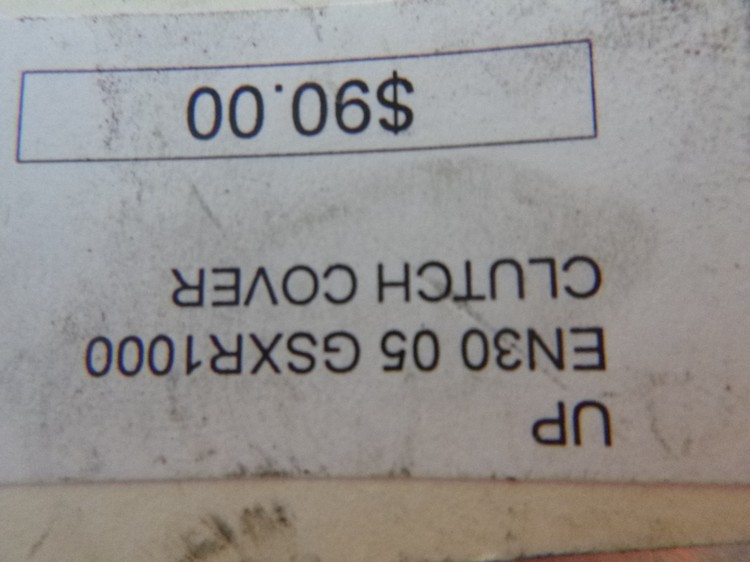 UP
EN30 05 GSXR1000
CLUTCH COVER
$90.00